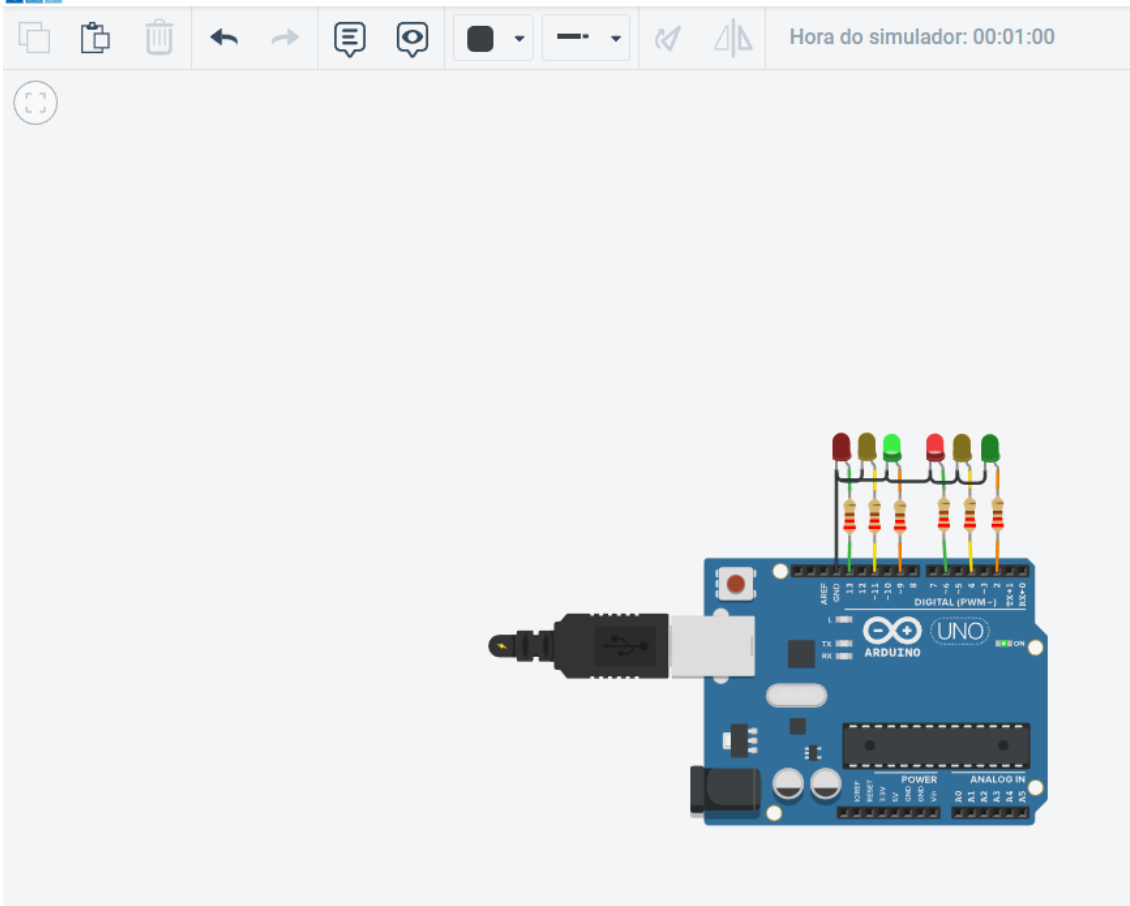 Hora do simulador: 00:01:00
AREF
GND
13
12
~11
~10
~9
8
7
~6
~5
4
~3
2
TX→1
RX←0
DIGITAL (PWM~)
L
TX
RX
ARDUINO
UNO
ON
IOREF
RESET
3.3V
5V
GND
GND
Vin
POWER
ANALOG IN
A0
A1
A2
A3
A4
A5